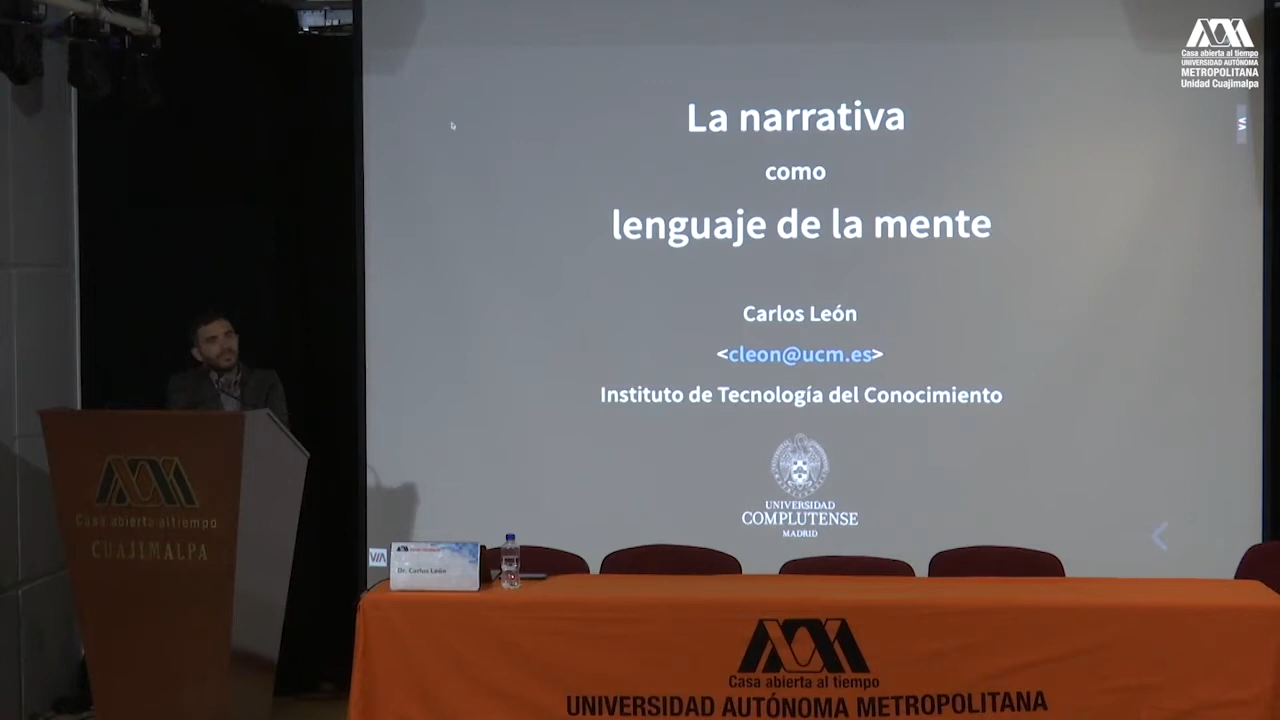 Casa abierta al tiempo
UNIVERSIDAD AUTÓNOMA
METROPOLITANA
Unidad Cuajimalpa
La narrativa
como
lenguaje de la mente
Carlos León
<cleon@ucm.es>
Instituto de Tecnología del Conocimiento
UNIVERSIDAD
COMPLUTENSE
MADRID
Casa abierta al tiempo
CUAJIMALPA
Dr. Carlos León
Casa abierta al tiempo
UNIVERSIDAD AUTÓNOMA METROPOLITANA